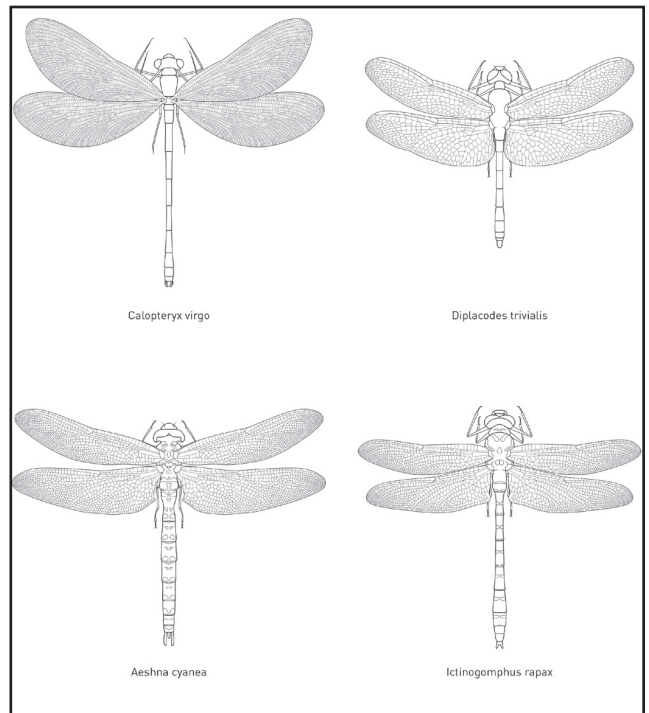 Calopteryx virgo
Diplacodes trivialis
Aeshna cyanea
Ictinogomphus rapax